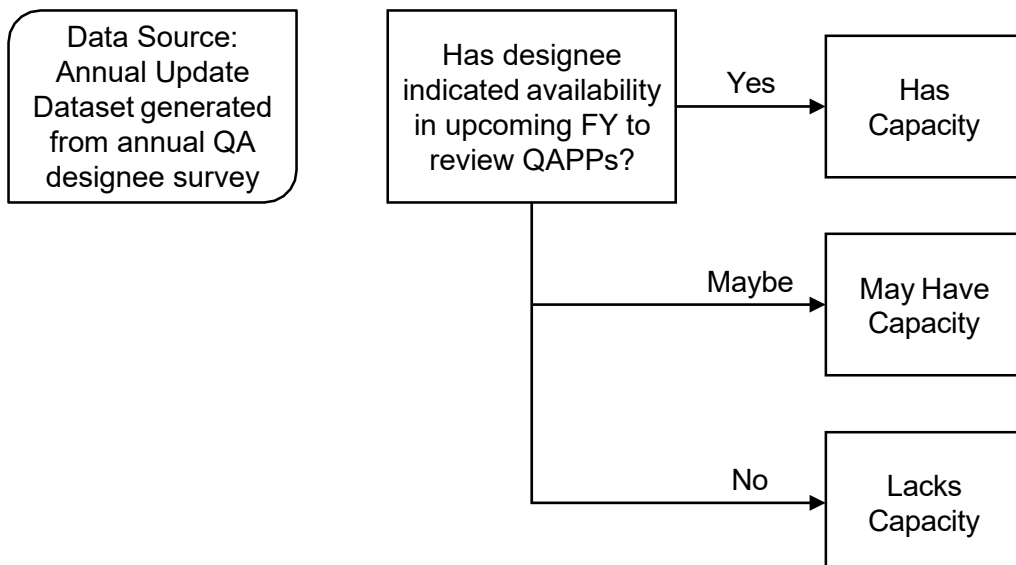 Data Source:
Annual Update
Dataset generated
from annual QA
designee survey
Has designee
indicated availability
in upcoming FY to
review QAPPs?
Yes
Has
Capacity
Maybe
May Have
Capacity
No
Lacks
Capacity